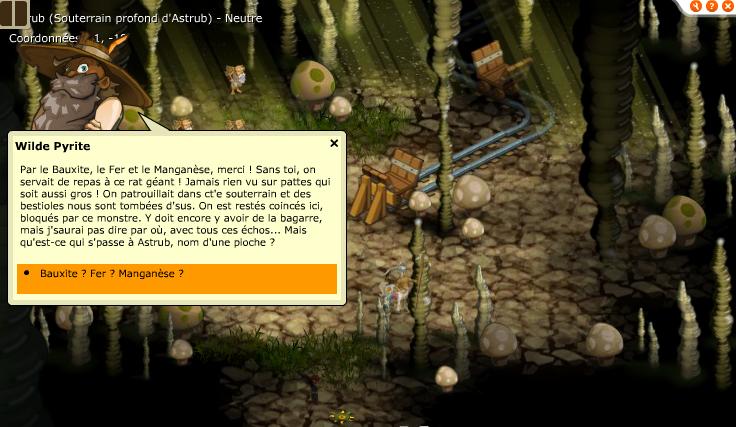 rub (Souterrain profond d'Astrub) - Neutre
Coordonnées
Wilde Pyrite
Par le Bauxite, le Fer et le Manganèse, merci ! Sans toi, on
servait de repas à ce rat géant ! Jamais rien vu sur pattes qui
soit aussi gros ! On patrouillait dans ct'e souterrain et des
bestioles nous sont tombées d'sus. On est restés coincés ici,
bloqués par ce monstre. Y doit encore y avoir de la bagarre,
mais j'saurai pas dire par où, avec tous ces échos... Mais
qu'est-ce qui s'passe à Astrub, nom d'une pioche ?
Bauxite ? Fer ? Manganèse ?